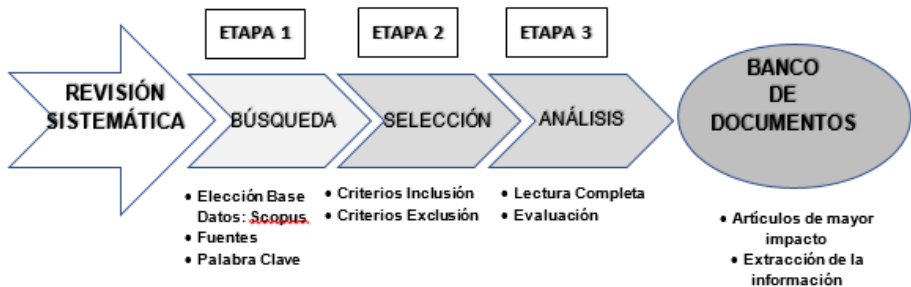 ETAPA 1
ETAPA 2
ETAPA 3
REVISIÓN
SISTEMÁTICA
BÚSQUEDA
SELECCIÓN
ANÁLISIS
BANCO
DE
DOCUMENTOS
• Elección Base
Datos: Scopus
• Fuentes
• Palabra Clave
• Criterios Inclusión
• Criterios Exclusión
• Lectura Completa
• Evaluación
• Artículos de mayor
impacto
• Extracción de la
información